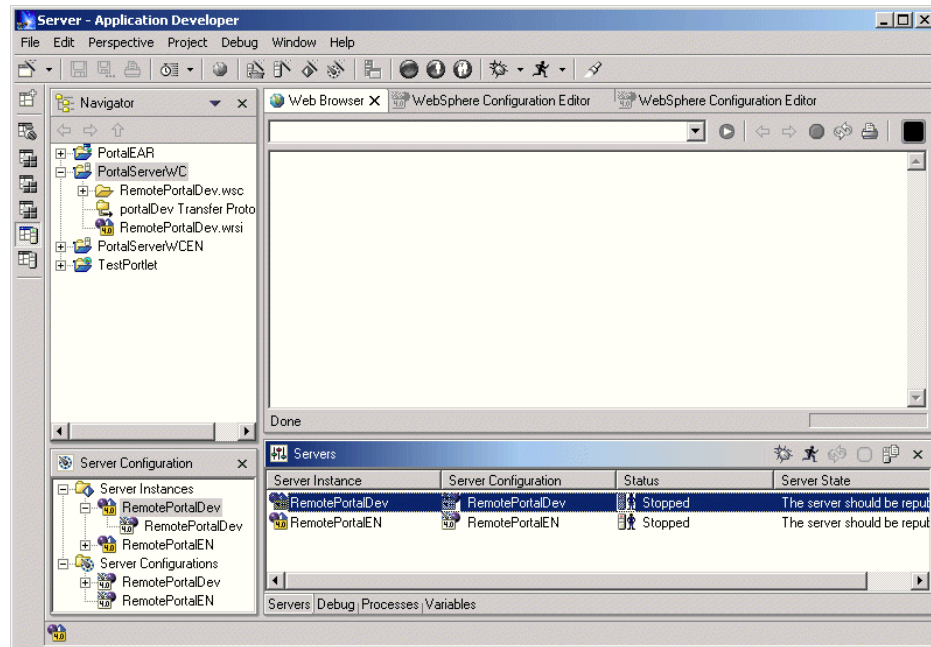 Server - Application Developer
File Edit Perspective Project Debug Window Help
Navigator
PortalEAR
PortalServerWC
RemotePortalDev.wsc
portalDev Transfer Proto
RemotePortalDev.wrsi
PortalServerWCEN
TestPortlet
Web Browser WebSphere Configuration Editor WebSphere Configuration Editor
Done
Server Configuration
Server Instances
RemotePortalDev
RemotePortalDev
RemotePortalEN
Server Configurations
RemotePortalDev
RemotePortalEN
Servers
Server Instance Server Configuration Status Server State
RemotePortalDev RemotePortalDev Stopped The server should be repul
RemotePortalEN RemotePortalEN Stopped The server should be repul
Servers Debug Processes Variables